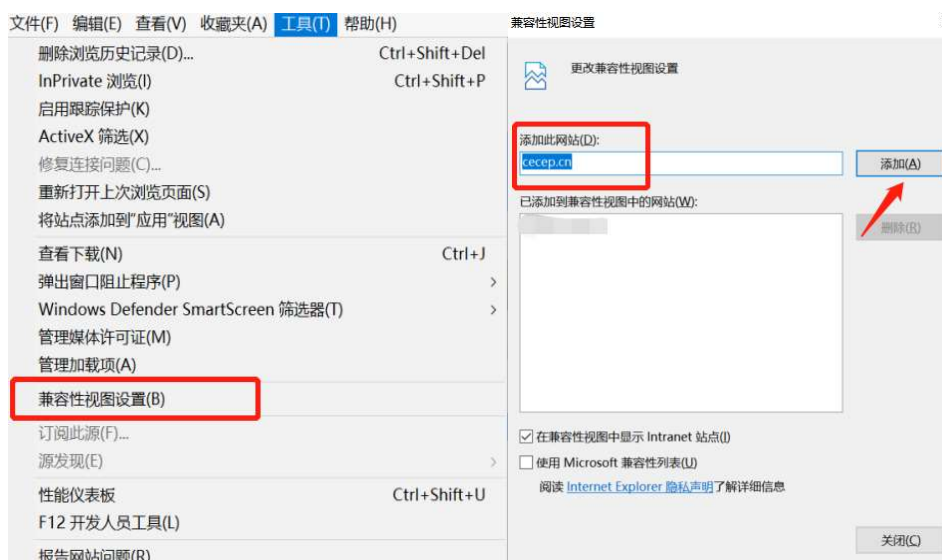 文件(F) 编辑(E) 查看(V) 收藏夹(A) 工具(T) 帮助(H)
删除浏览历史记录(D)... Ctrl+Shift+Del
InPrivate 浏览(I) Ctrl+Shift+P
启用跟踪保护(K)
ActiveX 筛选(X)
修复连接问题(C)...
重新打开上次浏览页面(S)
将站点添加到"应用"视图(A)
查看下载(N) Ctrl+J
弹出窗口阻止程序(P)
Windows Defender SmartScreen 筛选器(T)
管理媒体许可证(M)
管理加载项(A)
兼容性视图设置(B)
订阅此源(F)...
源发现(E)
性能仪表板 Ctrl+Shift+U
F12 开发人员工具(L)
报告网站问题(R)
兼容性视图设置
更改兼容性视图设置
添加此网站(D):
cecep.cn
添加(A)
已添加到兼容性视图中的网站(W):
删除(R)
在兼容性视图中显示 Intranet 站点(I)
使用 Microsoft 兼容性列表(U)
阅读 Internet Explorer 隐私声明了解详细信息
关闭(C)